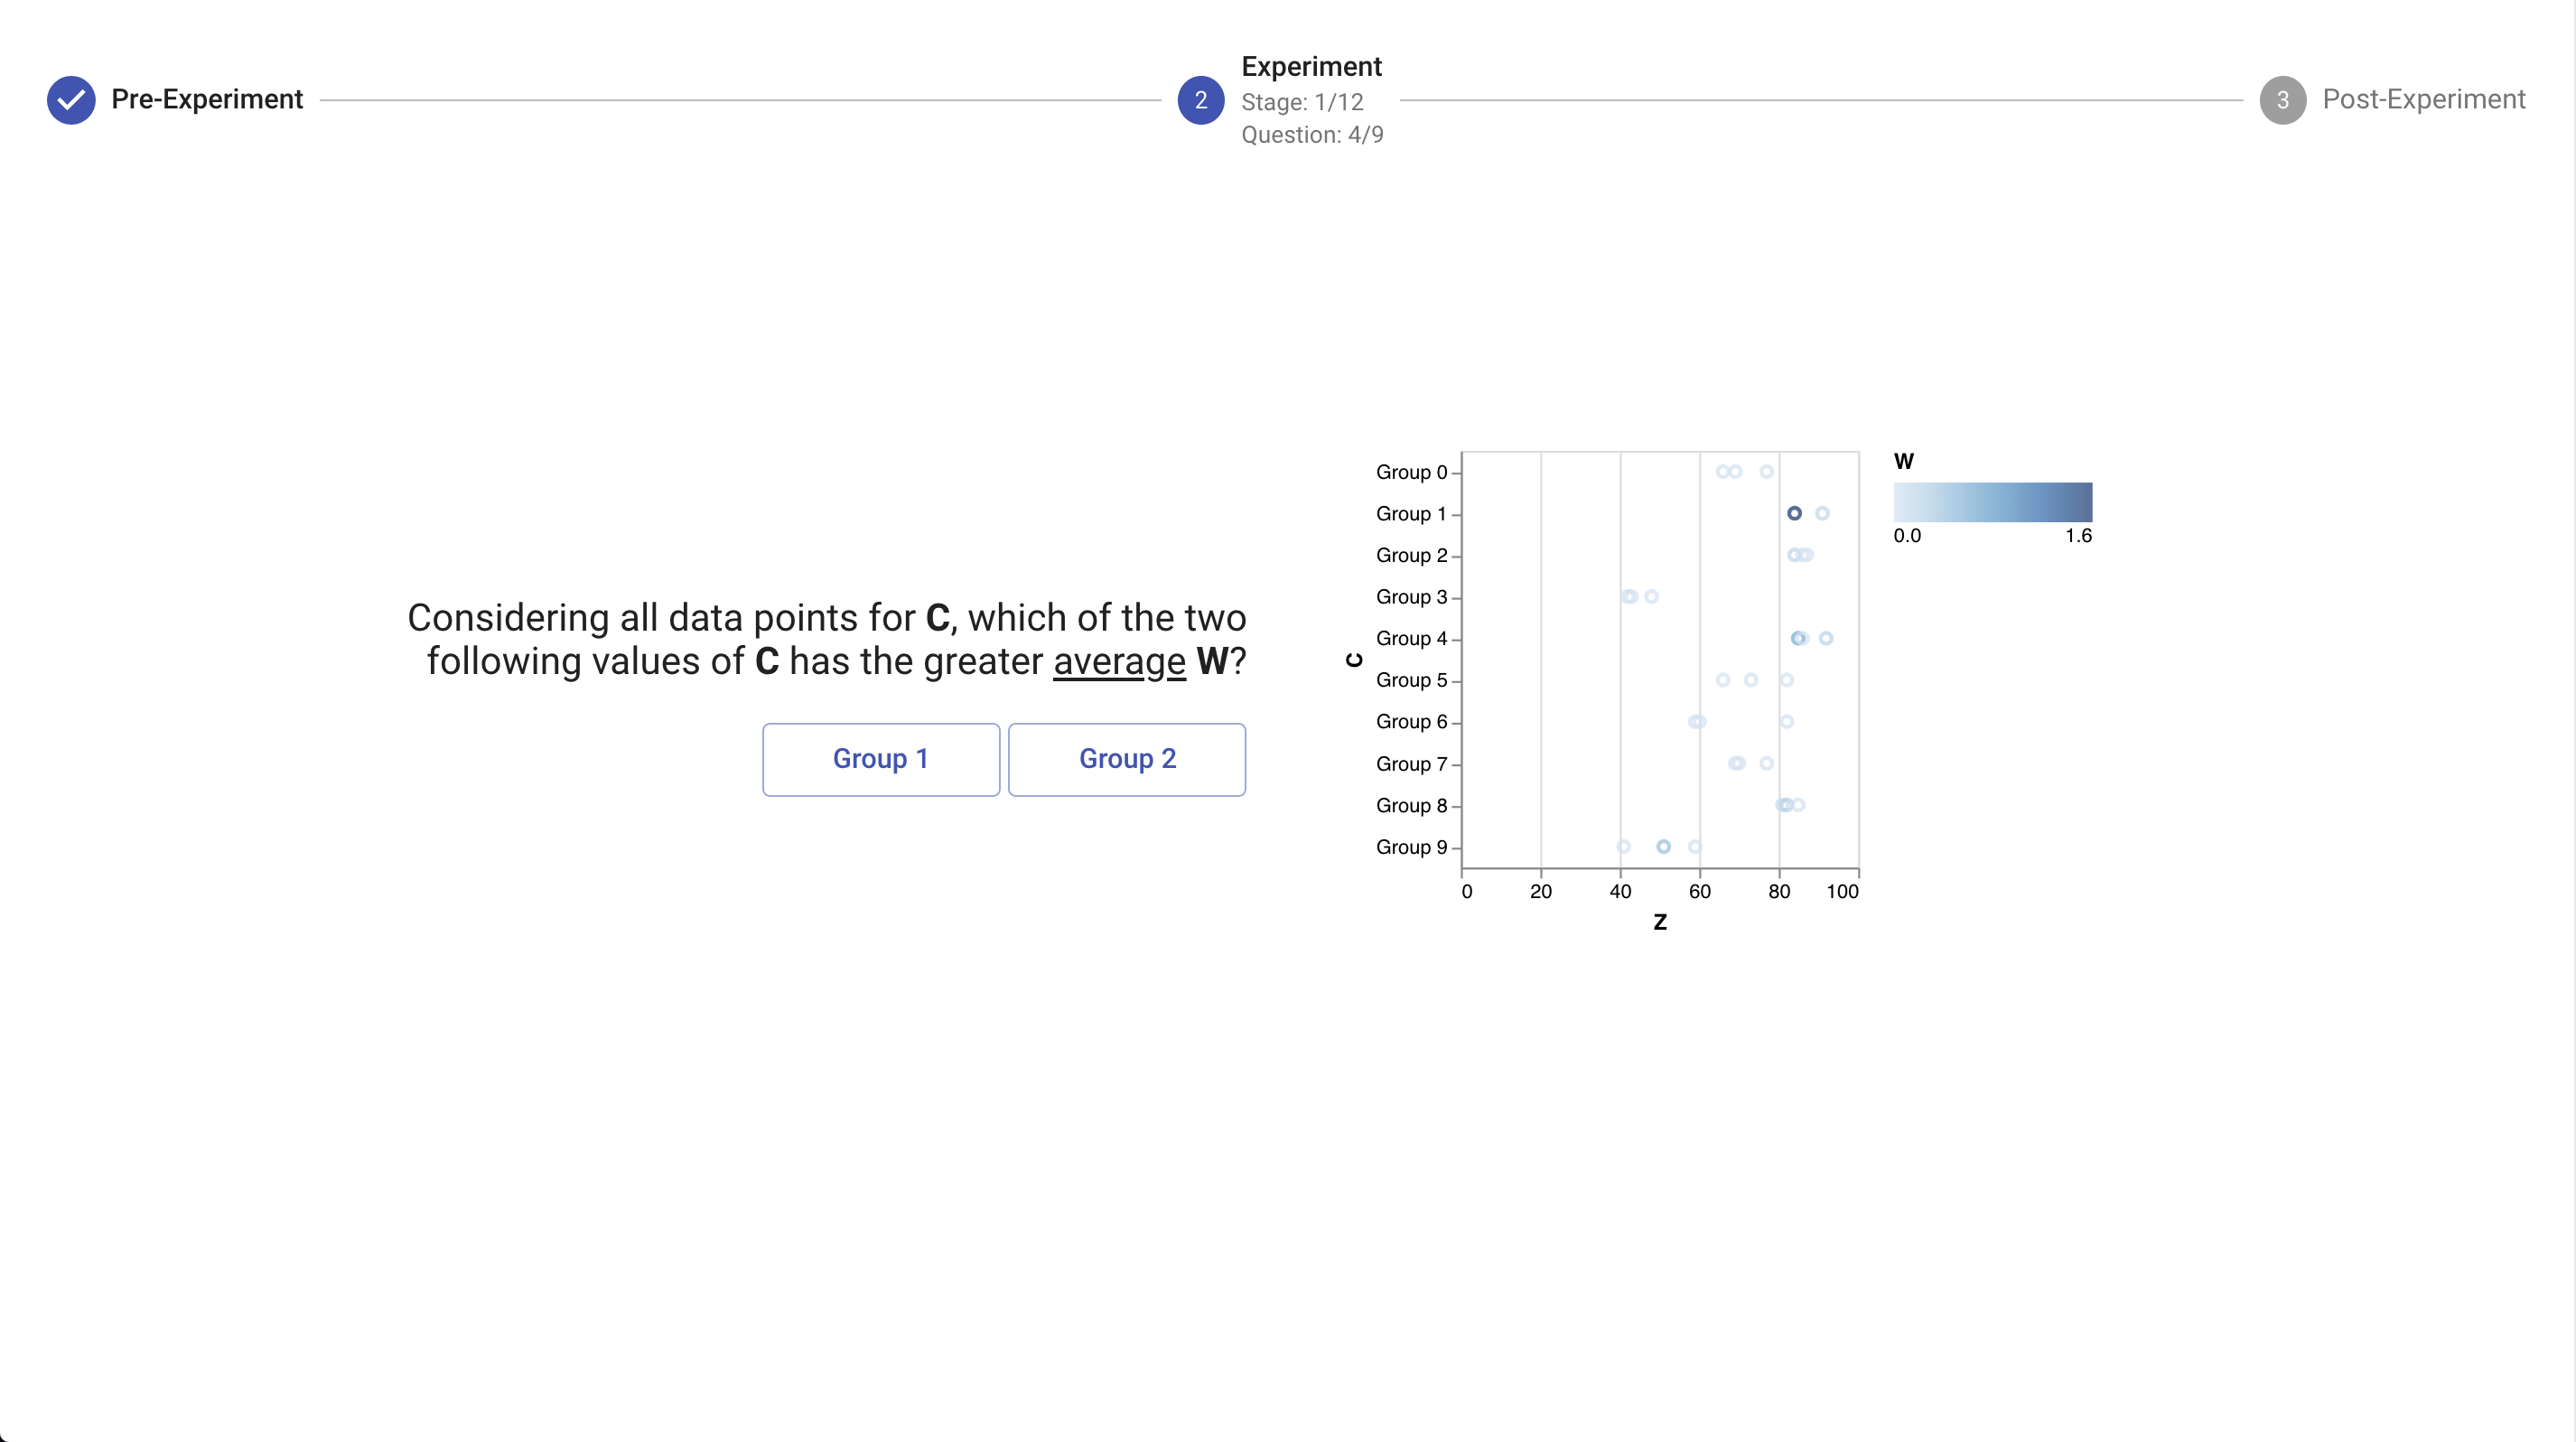 Pre-Experiment
2
Experiment
Stage: 1/12
Question: 4/9
3
Post-Experiment
Considering all data points for C, which of the two
following values of C has the greater average W?
Group 1
Group 2
C
Group 0
Group 1
Group 2
Group 3
Group 4
Group 5
Group 6
Group 7
Group 8
Group 9
0 20 40 60 80 100
Z
W
0.0 1.6